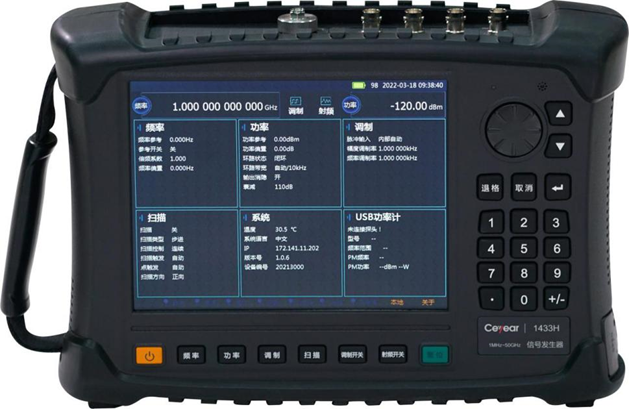 98 2022-03-18 09:38:40
频率 1.000 000 000 000 GHz 调制 射频 功率 -120.00 dBm
频率
频率参考 0.000Hz
参考开关 关
倍频系数 1.000
频率偏置 0.000Hz
功率
功率参考 0.00dBm
功率偏置 0.00dB
环路状态 闭环
环路带宽 自动/10kHz
输出消隐 开
衰减 110dB
调制
脉冲输入 内部自动
幅度调制率 1.000 000kHz
频率调制率 1.000 000kHz
扫描
扫描 关
扫描类型 步进
扫描控制 连续
扫描触发 自动
点触发 自动
扫描方向 正向
系统
温度 30.5 ℃
系统语言 中文
IP 172.141.11.202
版本号 1.0.6
设备编号 20213000
USB功率计
未连接探头！
型号 --
频率范围 --
PM频率 --
PM功率 --dBm --W
本地 关于
退格 取消
1 2 3
4 5 6
7 8 9
· 0 +/-
Ceyear 1433H
1MHz~50GHz 信号发生器
频率 功率 调制 扫描 调制开关 射频开关 复位